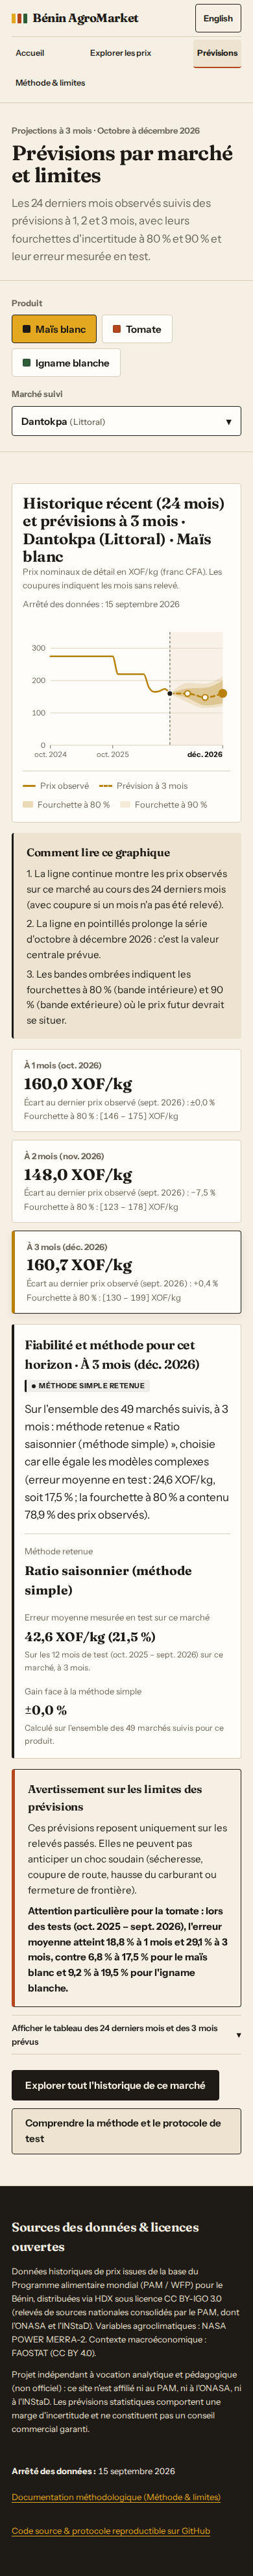 Bénin AgroMarket
English
Accueil
Explorer les prix
Prévisions
Méthode & limites
Projections à 3 mois · Octobre à décembre 2026
Prévisions par marché
et limites
Les 24 derniers mois observés suivis des
prévisions à 1, 2 et 3 mois, avec leurs
fourchettes d'incertitude à 80 % et 90 % et
leur erreur mesurée en test.
Produit
Maïs blanc
Tomate
Igname blanche
Marché suivi
Dantokpa (Littoral) ▾
Historique récent (24 mois)
et prévisions à 3 mois ·
Dantokpa (Littoral) · Maïs
blanc
Prix nominaux de détail en XOF/kg (franc CFA). Les
coupures indiquent les mois sans relevé.
Arrêté des données : 15 septembre 2026
300
200
100
0
oct. 2024
oct. 2025
déc. 2026
Prix observé
Prévision à 3 mois
Fourchette à 80 %
Fourchette à 90 %
Comment lire ce graphique
1. La ligne continue montre les prix observés
sur ce marché au cours des 24 derniers mois
(avec coupure si un mois n'a pas été relevé).
2. La ligne en pointillés prolonge la série
d'octobre à décembre 2026 : c'est la valeur
centrale prévue.
3. Les bandes ombrées indiquent les
fourchettes à 80 % (bande intérieure) et 90
% (bande extérieure) où le prix futur devrait
se situer.
À 1 mois (oct. 2026)
160,0 XOF/kg
Écart au dernier prix observé (sept. 2026) : ±0,0 %
Fourchette à 80 % : [146 – 175] XOF/kg
À 2 mois (nov. 2026)
148,0 XOF/kg
Écart au dernier prix observé (sept. 2026) : −7,5 %
Fourchette à 80 % : [123 – 178] XOF/kg
À 3 mois (déc. 2026)
160,7 XOF/kg
Écart au dernier prix observé (sept. 2026) : +0,4 %
Fourchette à 80 % : [130 – 199] XOF/kg
Fiabilité et méthode pour cet
horizon · À 3 mois (déc. 2026)
● MÉTHODE SIMPLE RETENUE
Sur l'ensemble des 49 marchés suivis, à 3
mois : méthode retenue « Ratio
saisonnier (méthode simple) », choisie
car elle égale les modèles complexes
(erreur moyenne en test : 24,6 XOF/kg,
soit 17,5 % ; la fourchette à 80 % a contenu
78,9 % des prix observés).
Méthode retenue
Ratio saisonnier (méthode
simple)
Erreur moyenne mesurée en test sur ce marché
42,6 XOF/kg (21,5 %)
Sur les 12 mois de test (oct. 2025 – sept. 2026) sur ce
marché, à 3 mois.
Gain face à la méthode simple
±0,0 %
Calculé sur l'ensemble des 49 marchés suivis pour ce
produit.
Avertissement sur les limites des
prévisions
Ces prévisions reposent uniquement sur les
relevés passés. Elles ne peuvent pas
anticiper un choc soudain (sécheresse,
coupure de route, hausse du carburant ou
fermeture de frontière).
Attention particulière pour la tomate : lors
des tests (oct. 2025 – sept. 2026), l'erreur
moyenne atteint 18,8 % à 1 mois et 29,1 % à 3
mois, contre 6,8 % à 17,5 % pour le maïs
blanc et 9,2 % à 19,5 % pour l'igname
blanche.
Afficher le tableau des 24 derniers mois et des 3 mois
prévus ▾
Explorer tout l'historique de ce marché
Comprendre la méthode et le protocole de
test
Sources des données & licences
ouvertes
Données historiques de prix issues de la base du
Programme alimentaire mondial (PAM / WFP) pour le
Bénin, distribuées via HDX sous licence CC BY-IGO 3.0
(relevés de sources nationales consolidés par le PAM, dont
l'ONASA et l'INStaD). Variables agroclimatiques : NASA
POWER MERRA-2. Contexte macroéconomique :
FAOSTAT (CC BY 4.0).
Projet indépendant à vocation analytique et pédagogique
(non officiel) : ce site n'est affilié ni au PAM, ni à l'ONASA, ni
à l'INStaD. Les prévisions statistiques comportent une
marge d'incertitude et ne constituent pas un conseil
commercial garanti.
Arrêté des données : 15 septembre 2026
Documentation méthodologique (Méthode & limites)
Code source & protocole reproductible sur GitHub